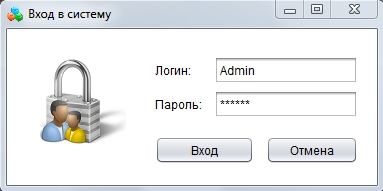 Вход в систему
Логин: Admin
Пароль: ******
Вход Отмена